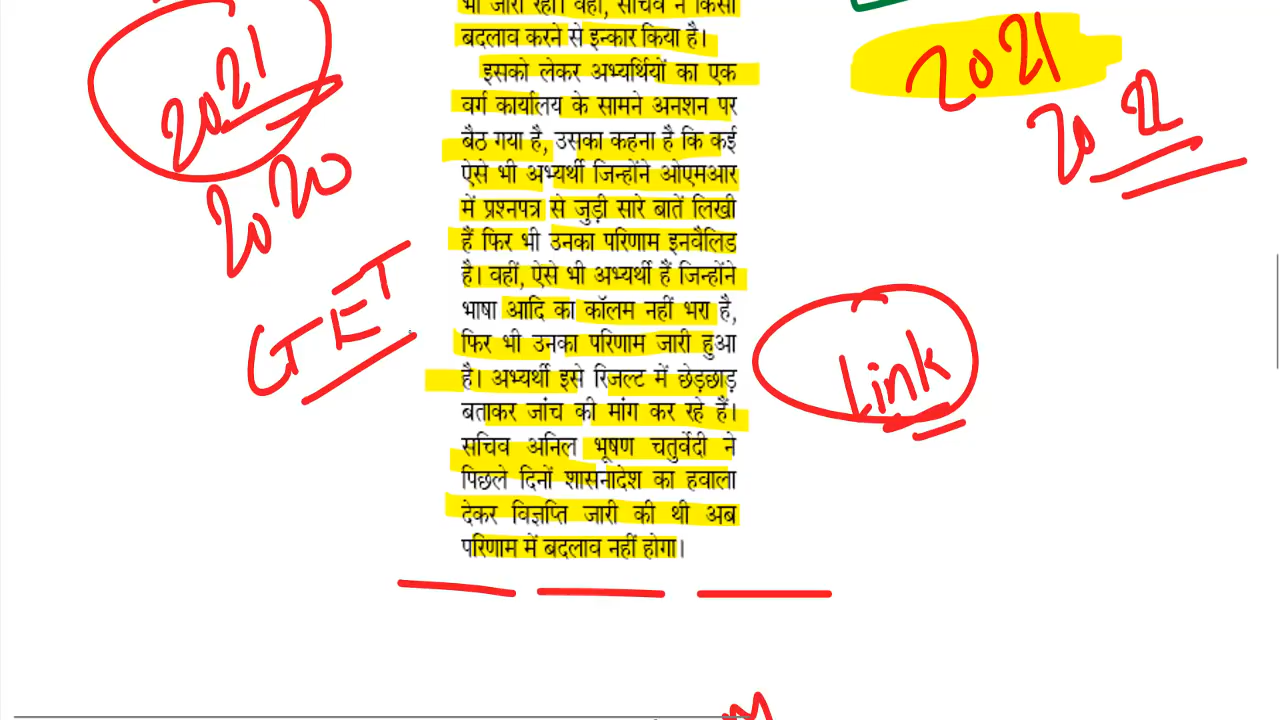 भी जारी रहा। वहीं, सचिव ने किसी
बदलाव करने से इन्कार किया है।
इसको लेकर अभ्यर्थियों का एक
वर्ग कार्यालय के सामने अनशन पर
बैठ गया है, उसका कहना है कि कई
ऐसे भी अभ्यर्थी जिन्होंने ओएमआर
में प्रश्नपत्र से जुड़ी सारे बातें लिखी
हैं फिर भी उनका परिणाम इनवैलिड
है। वहीं, ऐसे भी अभ्यर्थी हैं जिन्होंने
भाषा आदि का कॉलम नहीं भरा है,
फिर भी उनका परिणाम जारी हुआ
है। अभ्यर्थी इसे रिजल्ट में छेड़छाड़
बताकर जांच की मांग कर रहे हैं।
सचिव अनिल भूषण चतुर्वेदी ने
पिछले दिनों शासनादेश का हवाला
देकर विज्ञप्ति जारी की थी अब
परिणाम में बदलाव नहीं होगा।
2021
2020
2021
2022
Link